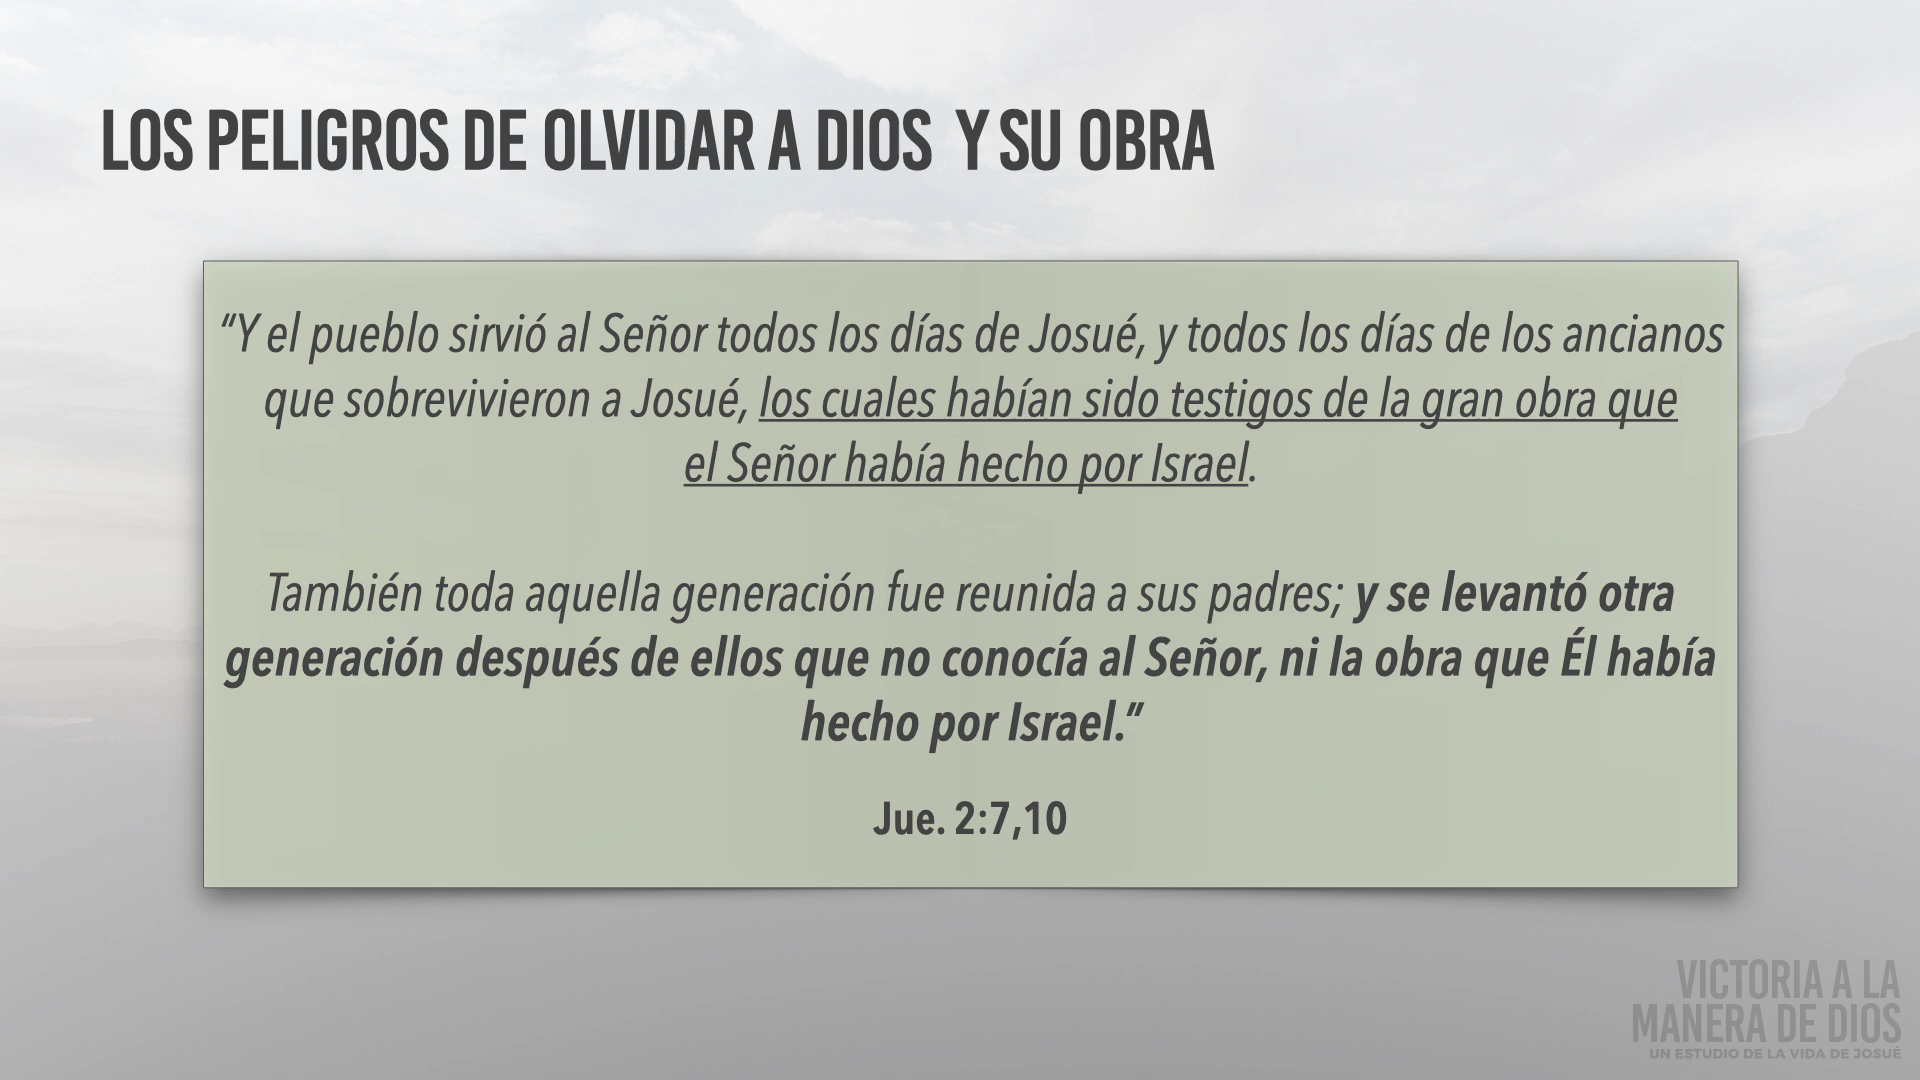 LOS PELIGROS DE OLVIDAR A DIOS Y SU OBRA
“Y el pueblo sirvió al Señor todos los días de Josué, y todos los días de los ancianos
que sobrevivieron a Josué, los cuales habían sido testigos de la gran obra que
el Señor había hecho por Israel.
También toda aquella generación fue reunida a sus padres; y se levantó otra
generación después de ellos que no conocía al Señor, ni la obra que Él había
hecho por Israel.”
Jue. 2:7,10
VICTORIA A LA
MANERA DE DIOS
UN ESTUDIO DE LA VIDA DE JOSUÉ